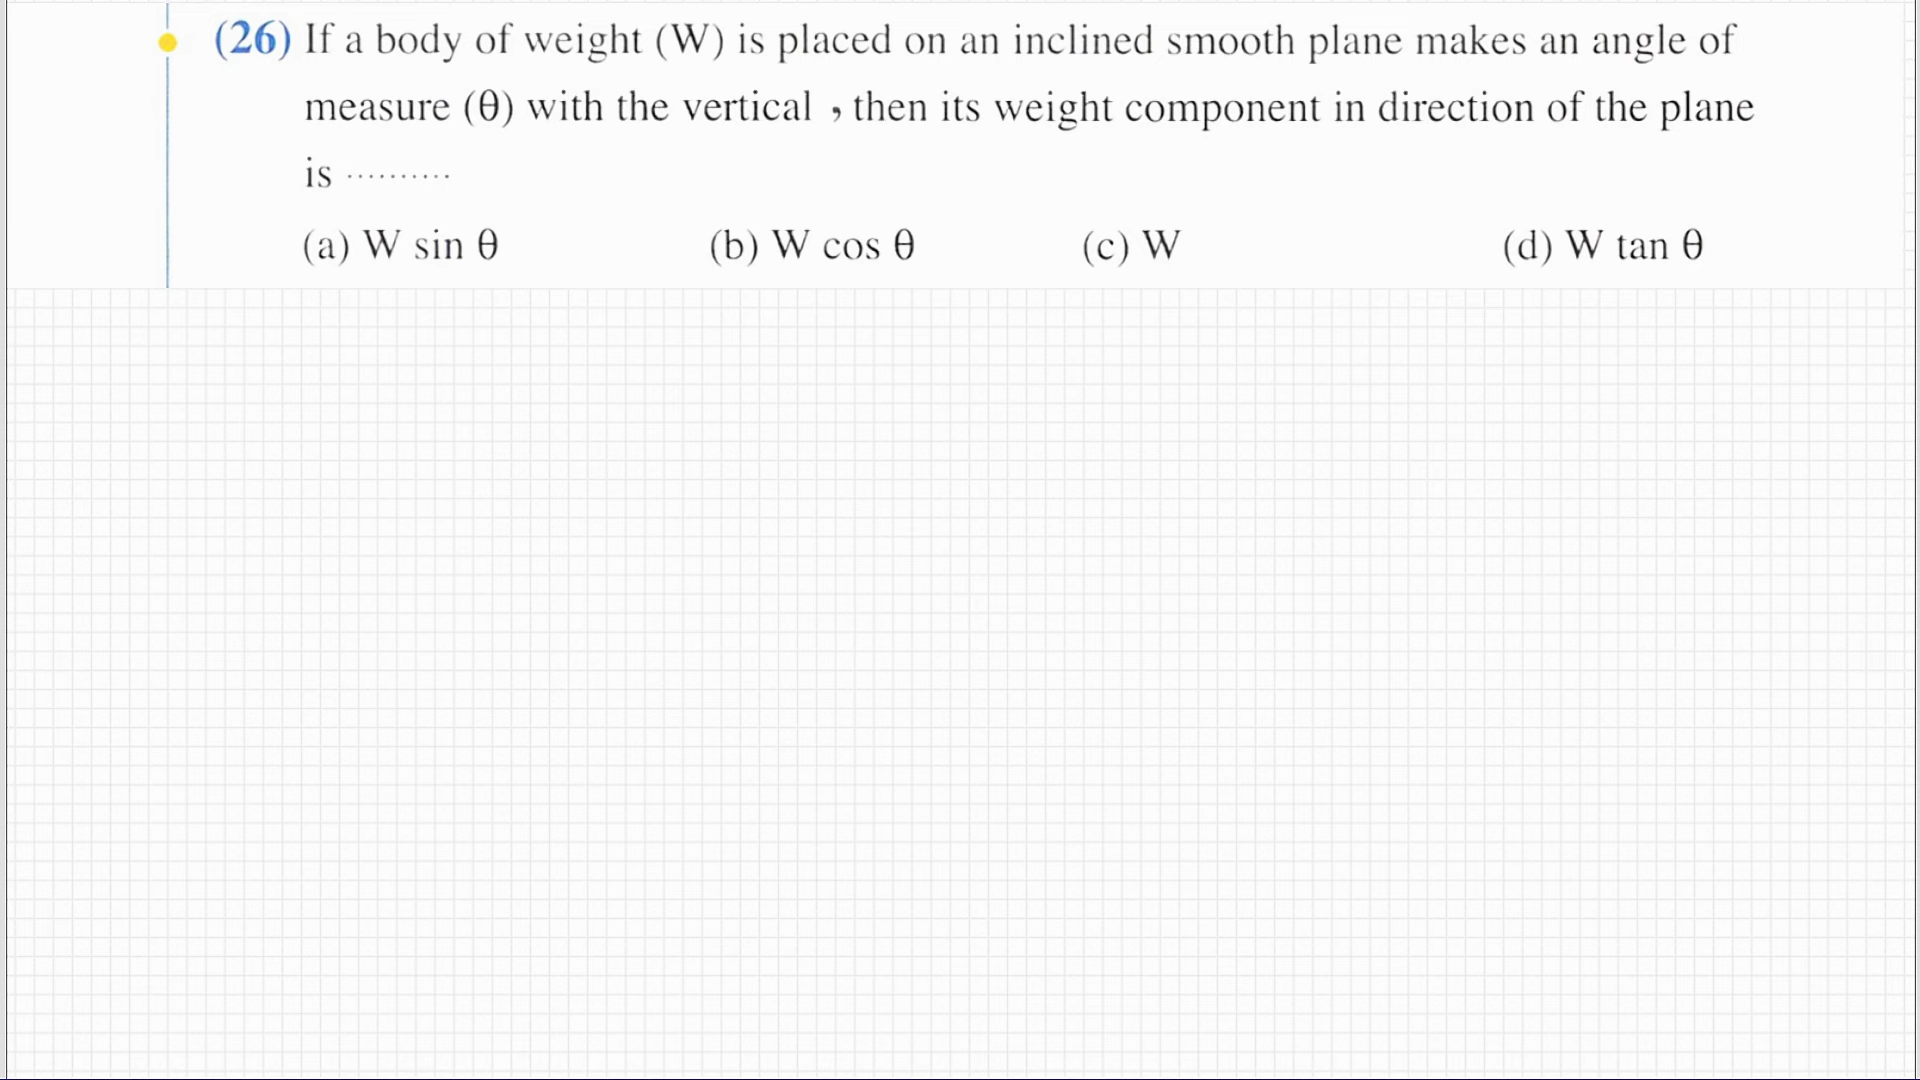 (26) If a body of weight (W) is placed on an inclined smooth plane makes an angle of
measure (θ) with the vertical , then its weight component in direction of the plane
is ··········
(a) W sin θ (b) W cos θ (c) W (d) W tan θ